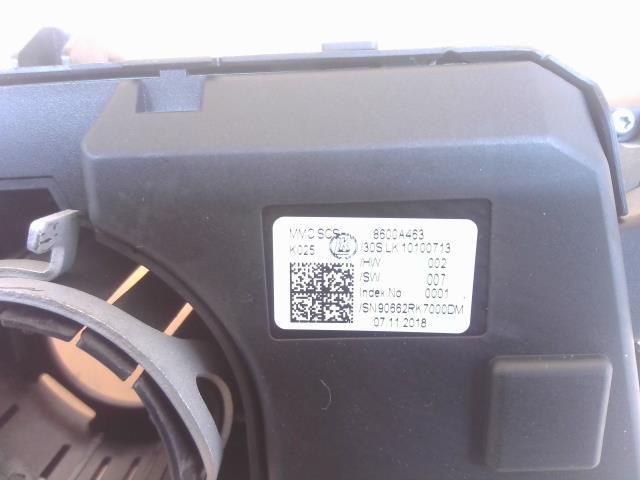 MMC SCS 8600A463
K025 /30S LK 10100713
/HW 002
/SW 007
Index No 0001
/SN 90662RK7000DM
07.11.2018